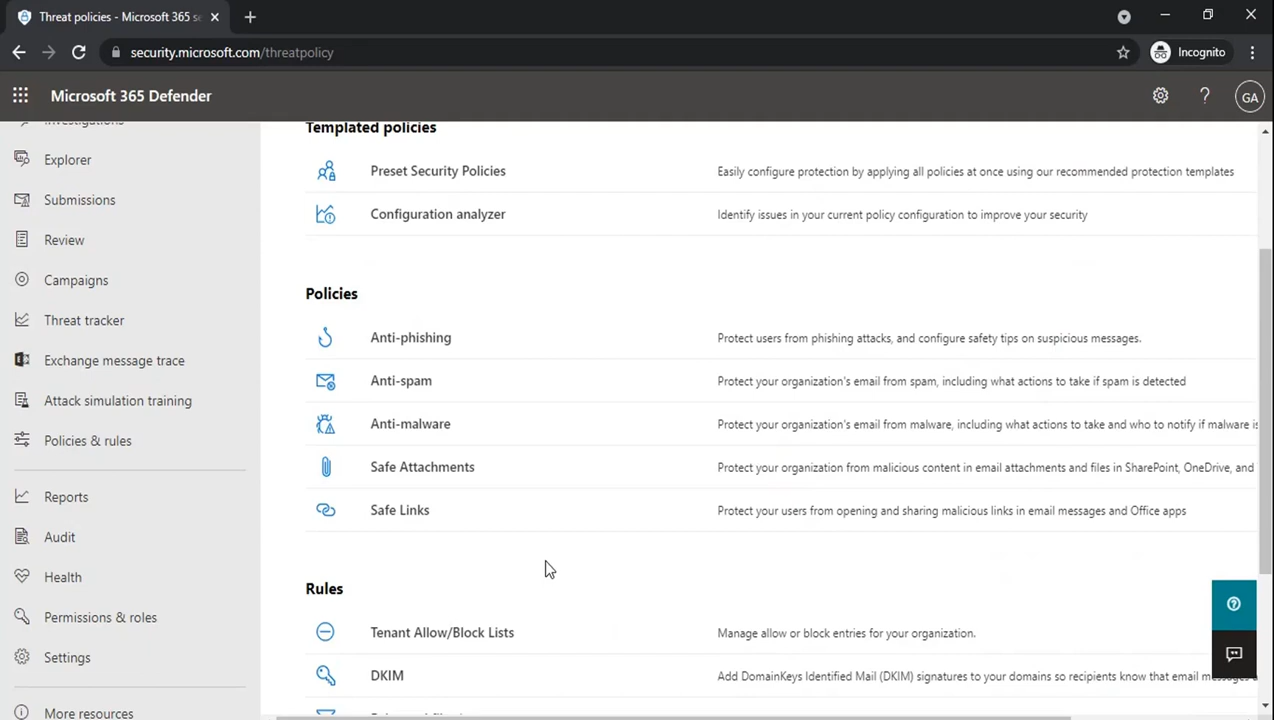 Threat policies - Microsoft 365 se
security.microsoft.com/threatpolicy
Incognito
Microsoft 365 Defender
GA
Investigations
Explorer
Submissions
Review
Campaigns
Threat tracker
Exchange message trace
Attack simulation training
Policies & rules
Reports
Audit
Health
Permissions & roles
Settings
More resources
Templated policies
Preset Security Policies Easily configure protection by applying all policies at once using our recommended protection templates
Configuration analyzer Identify issues in your current policy configuration to improve your security
Policies
Anti-phishing Protect users from phishing attacks, and configure safety tips on suspicious messages.
Anti-spam Protect your organization's email from spam, including what actions to take if spam is detected
Anti-malware Protect your organization's email from malware, including what actions to take and who to notify if malware is
Safe Attachments Protect your organization from malicious content in email attachments and files in SharePoint, OneDrive, and
Safe Links Protect your users from opening and sharing malicious links in email messages and Office apps
Rules
Tenant Allow/Block Lists Manage allow or block entries for your organization.
DKIM Add DomainKeys Identified Mail (DKIM) signatures to your domains so recipients know that email messages